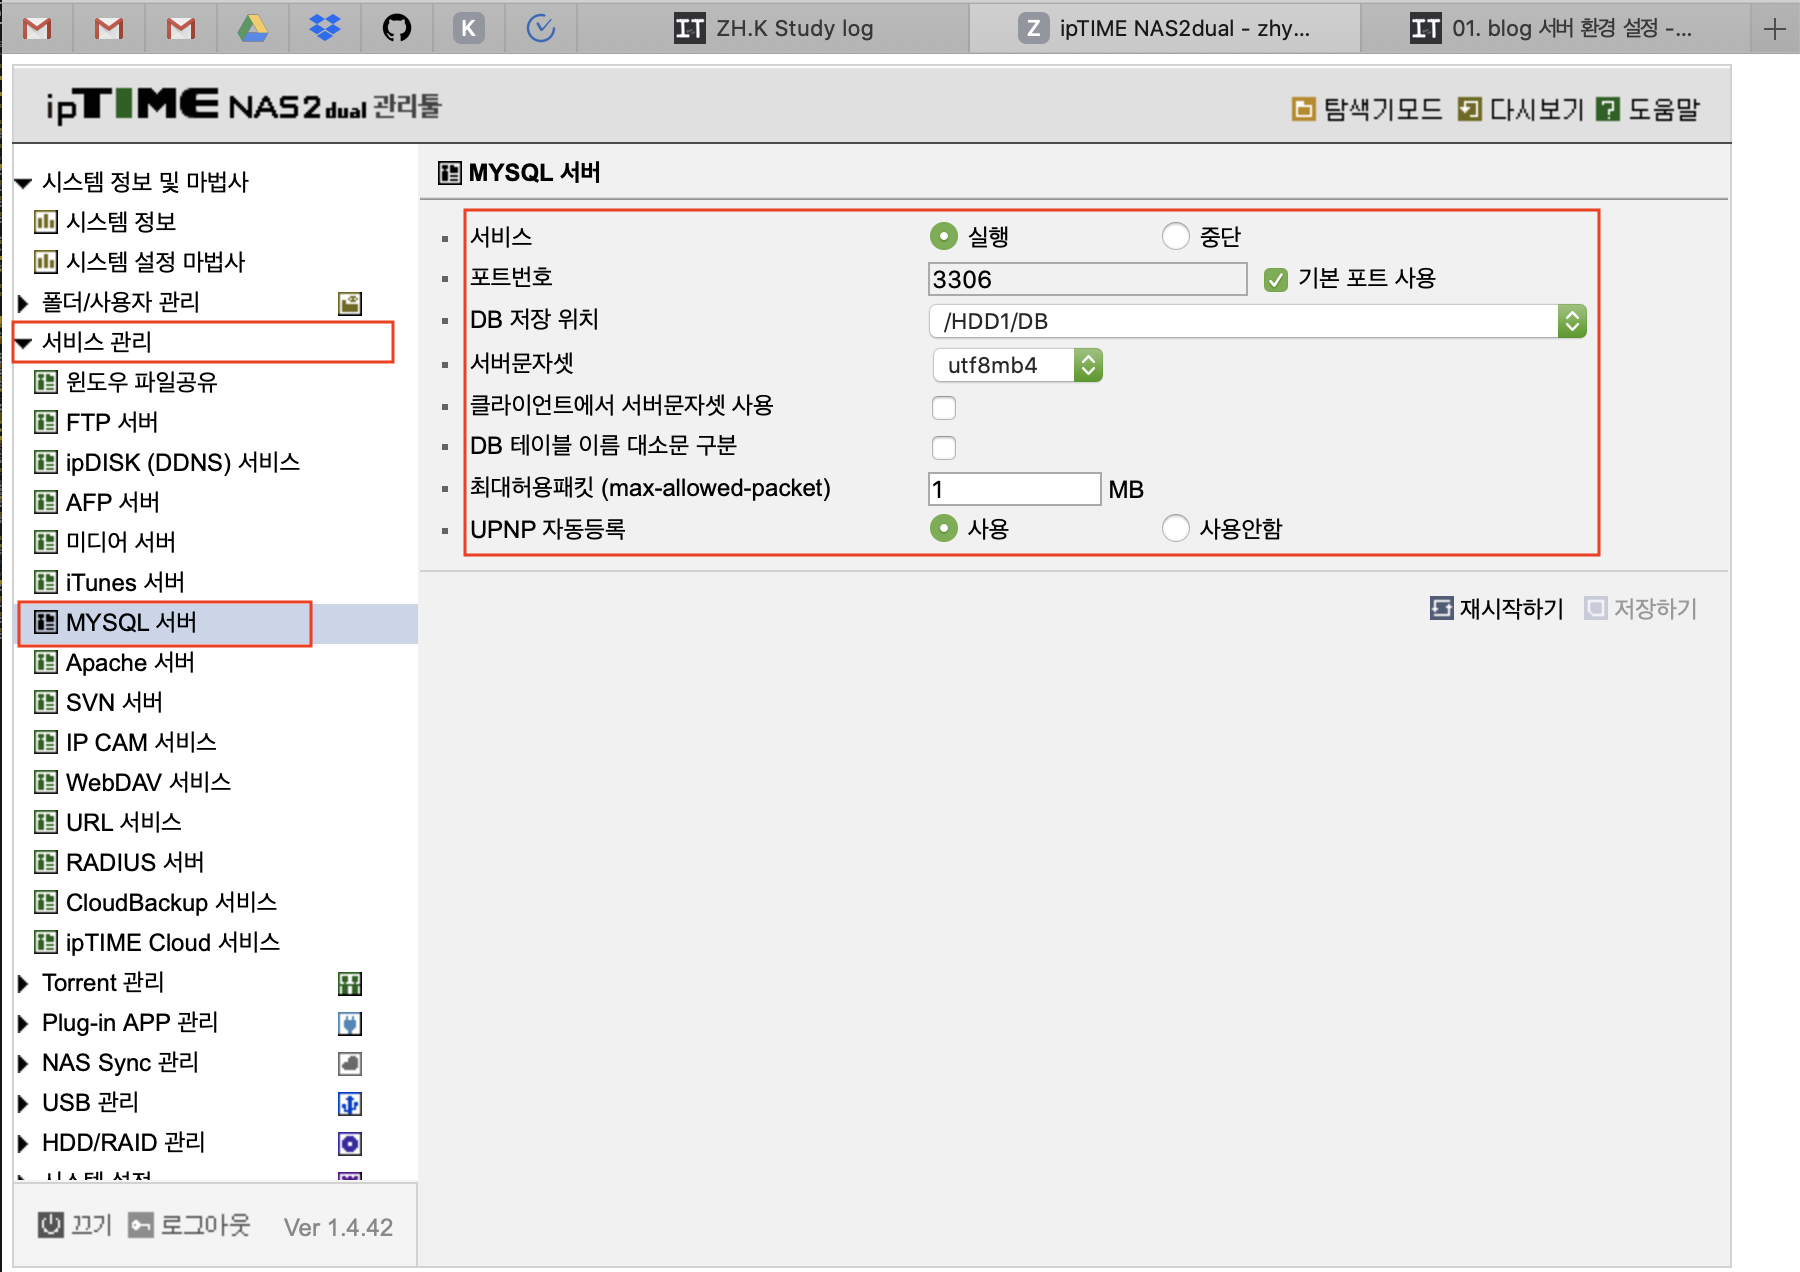 K
IT ZH.K Study log
Z ipTIME NAS2dual - zhy...
IT 01. blog 서버 환경 설정 -...
ipTIME NAS2dual 관리툴
탐색기모드 다시보기 도움말
시스템 정보 및 마법사
시스템 정보
시스템 설정 마법사
폴더/사용자 관리
서비스 관리
윈도우 파일공유
FTP 서버
ipDISK (DDNS) 서비스
AFP 서버
미디어 서버
iTunes 서버
MYSQL 서버
Apache 서버
SVN 서버
IP CAM 서비스
WebDAV 서비스
URL 서비스
RADIUS 서버
CloudBackup 서비스
ipTIME Cloud 서비스
Torrent 관리
Plug-in APP 관리
NAS Sync 관리
USB 관리
HDD/RAID 관리
시스템 설정
끄기 로그아웃 Ver 1.4.42
MYSQL 서버
서비스 실행 중단
포트번호 3306 기본 포트 사용
DB 저장 위치 /HDD1/DB
서버문자셋 utf8mb4
클라이언트에서 서버문자셋 사용
DB 테이블 이름 대소문 구분
최대허용패킷 (max-allowed-packet) 1 MB
UPNP 자동등록 사용 사용안함
재시작하기 저장하기